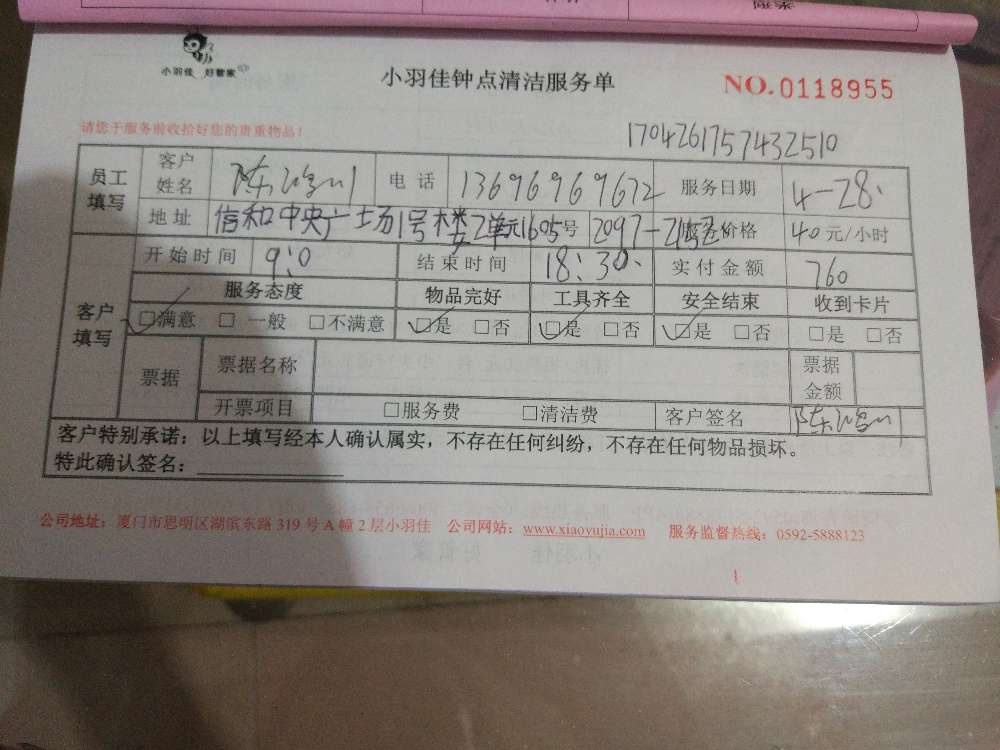 小羽佳 好管家
小羽佳钟点清洁服务单
NO.0118955
请您于服务前收拾好您的贵重物品!
1704261757432510
员工填写 客户姓名 陈 电话 13696969672 服务日期 4-28.
地址 信和中央广场1号楼2单元1605号 2097- 价格 40元/小时
客户填写 开始时间 9:0 结束时间 18:30. 实付金额 760
服务态度 物品完好 工具齐全 安全结束 收到卡片
☑满意 □一般 □不满意 ☑是 □否 ☑是 □否 ☑是 □否 □是 □否
票据 票据名称 票据金额
开票项目 □服务费 □清洁费 客户签名 陈
客户特别承诺:以上填写经本人确认属实,不存在任何纠纷,不存在任何物品损坏。
特此确认签名:
公司地址:厦门市思明区湖滨东路319号A幢2层小羽佳 公司网站:www.xiaoyujia.com 服务监督热线:0592-5888123